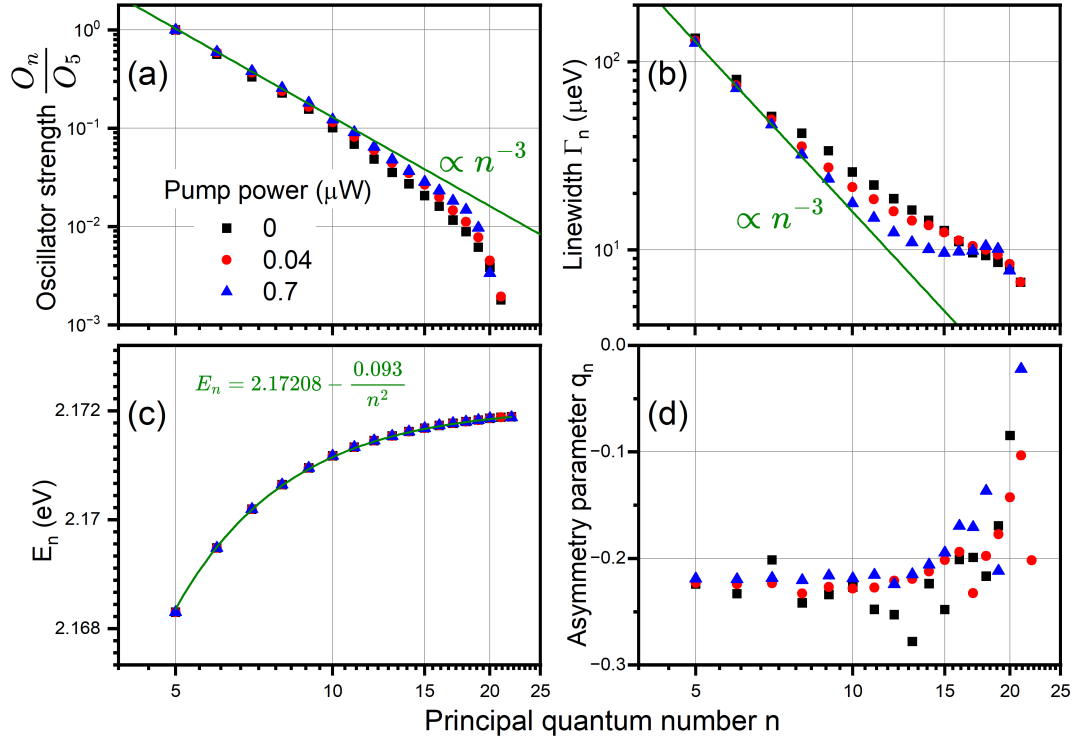 (a)
Oscillator strength O_n/O_5
10^0
10^−1
10^−2
10^−3
∝ n^−3
Pump power (μW)
0
0.04
0.7
(b)
Linewidth Γ_n (μeV)
10^2
10^1
∝ n^−3
(c)
E_n (eV)
2.172
2.17
2.168
E_n = 2.17208 − 0.093/n^2
5 10 15 20 25
(d)
Asymmetry parameter q_n
0.0
−0.1
−0.2
−0.3
5 10 15 20 25
Principal quantum number n